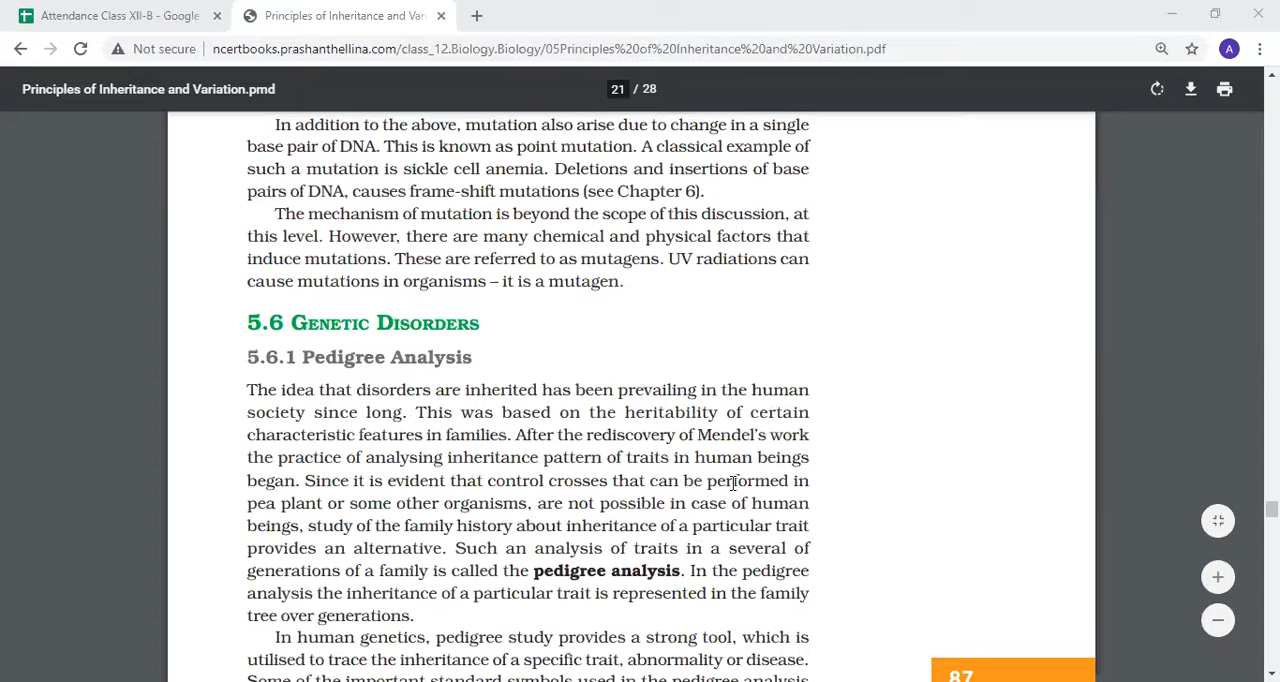 Attendance Class XII-B - Google
Principles of Inheritance and Var
Not secure
ncertbooks.prashanthellina.com/class_12.Biology.Biology/05Principles%20of%20Inheritance%20and%20Variation.pdf
A
Principles of Inheritance and Variation.pmd
21 / 28
In addition to the above, mutation also arise due to change in a single
base pair of DNA. This is known as point mutation. A classical example of
such a mutation is sickle cell anemia. Deletions and insertions of base
pairs of DNA, causes frame-shift mutations (see Chapter 6).
The mechanism of mutation is beyond the scope of this discussion, at
this level. However, there are many chemical and physical factors that
induce mutations. These are referred to as mutagens. UV radiations can
cause mutations in organisms – it is a mutagen.
5.6 GENETIC DISORDERS
5.6.1 Pedigree Analysis
The idea that disorders are inherited has been prevailing in the human
society since long. This was based on the heritability of certain
characteristic features in families. After the rediscovery of Mendel's work
the practice of analysing inheritance pattern of traits in human beings
began. Since it is evident that control crosses that can be performed in
pea plant or some other organisms, are not possible in case of human
beings, study of the family history about inheritance of a particular trait
provides an alternative. Such an analysis of traits in a several of
generations of a family is called the pedigree analysis. In the pedigree
analysis the inheritance of a particular trait is represented in the family
tree over generations.
In human genetics, pedigree study provides a strong tool, which is
utilised to trace the inheritance of a specific trait, abnormality or disease.
Some of the important standard symbols used in the pedigree analysis
87